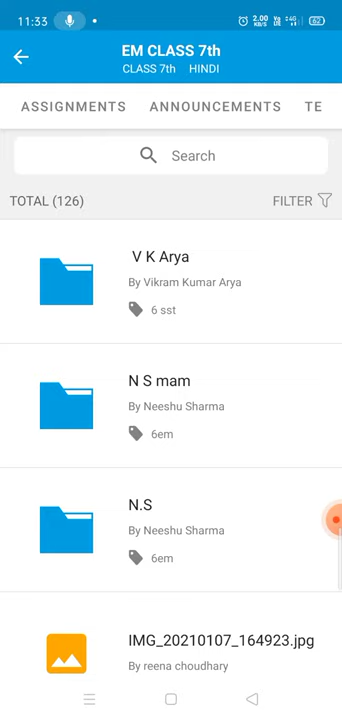 11:33
2.00
KB/S
4G
62
EM CLASS 7th
CLASS 7th HINDI
ASSIGNMENTS ANNOUNCEMENTS TE
Search
TOTAL (126) FILTER
V K Arya
By Vikram Kumar Arya
6 sst
N S mam
By Neeshu Sharma
6em
N.S
By Neeshu Sharma
6em
IMG_20210107_164923.jpg
By reena choudhary